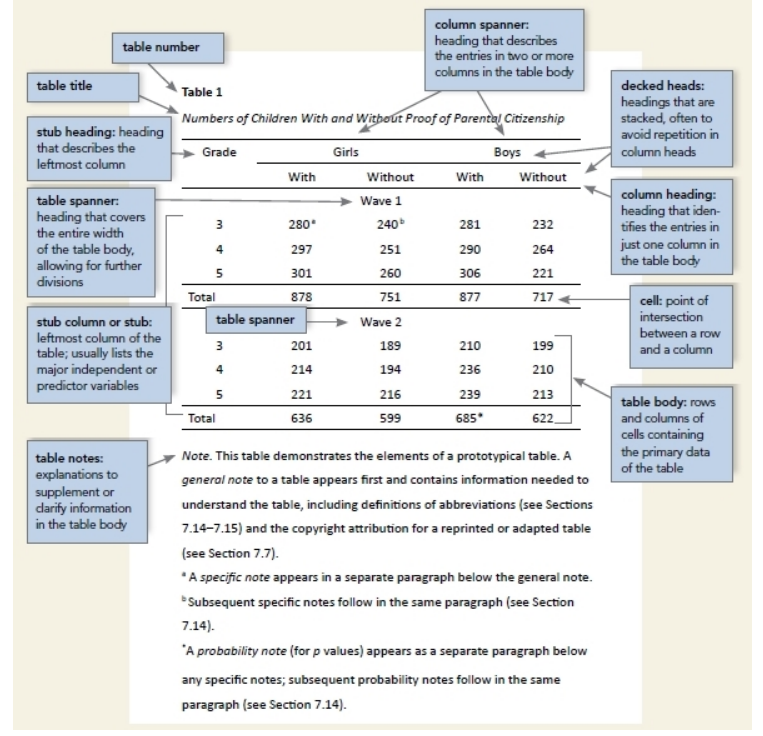 column spanner:
heading that describes
the entries in two or more
columns in the table body
table number
table title
Table 1
Numbers of Children With and Without Proof of Parental Citizenship
decked heads:
headings that are
stacked, often to
avoid repetition in
column heads
stub heading: heading
that describes the
leftmost column
Grade Girls Boys
With Without With Without
table spanner:
heading that covers
the entire width
of the table body,
allowing for further
divisions
column heading:
heading that iden-
tifies the entries in
just one column in
the table body
Wave 1
3 280ᵃ 240ᵇ 281 232
4 297 251 290 264
5 301 260 306 221
Total 878 751 877 717
cell: point of
intersection
between a row
and a column
stub column or stub:
leftmost column of the
table; usually lists the
major independent or
predictor variables
table spanner
Wave 2
3 201 189 210 199
4 214 194 236 210
5 221 216 239 213
Total 636 599 685* 622
table body: rows
and columns of
cells containing
the primary data
of the table
table notes:
explanations to
supplement or
clarify information
in the table body
Note. This table demonstrates the elements of a prototypical table. A
general note to a table appears first and contains information needed to
understand the table, including definitions of abbreviations (see Sections
7.14–7.15) and the copyright attribution for a reprinted or adapted table
(see Section 7.7).
ᵃ A specific note appears in a separate paragraph below the general note.
ᵇ Subsequent specific notes follow in the same paragraph (see Section
7.14).
*A probability note (for p values) appears as a separate paragraph below
any specific notes; subsequent probability notes follow in the same
paragraph (see Section 7.14).